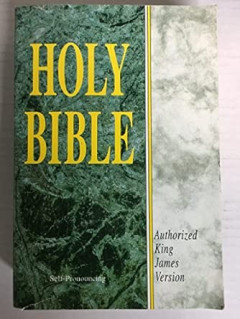 HOLY
BIBLE
Authorized
King
James
Version
Self-Pronouncing